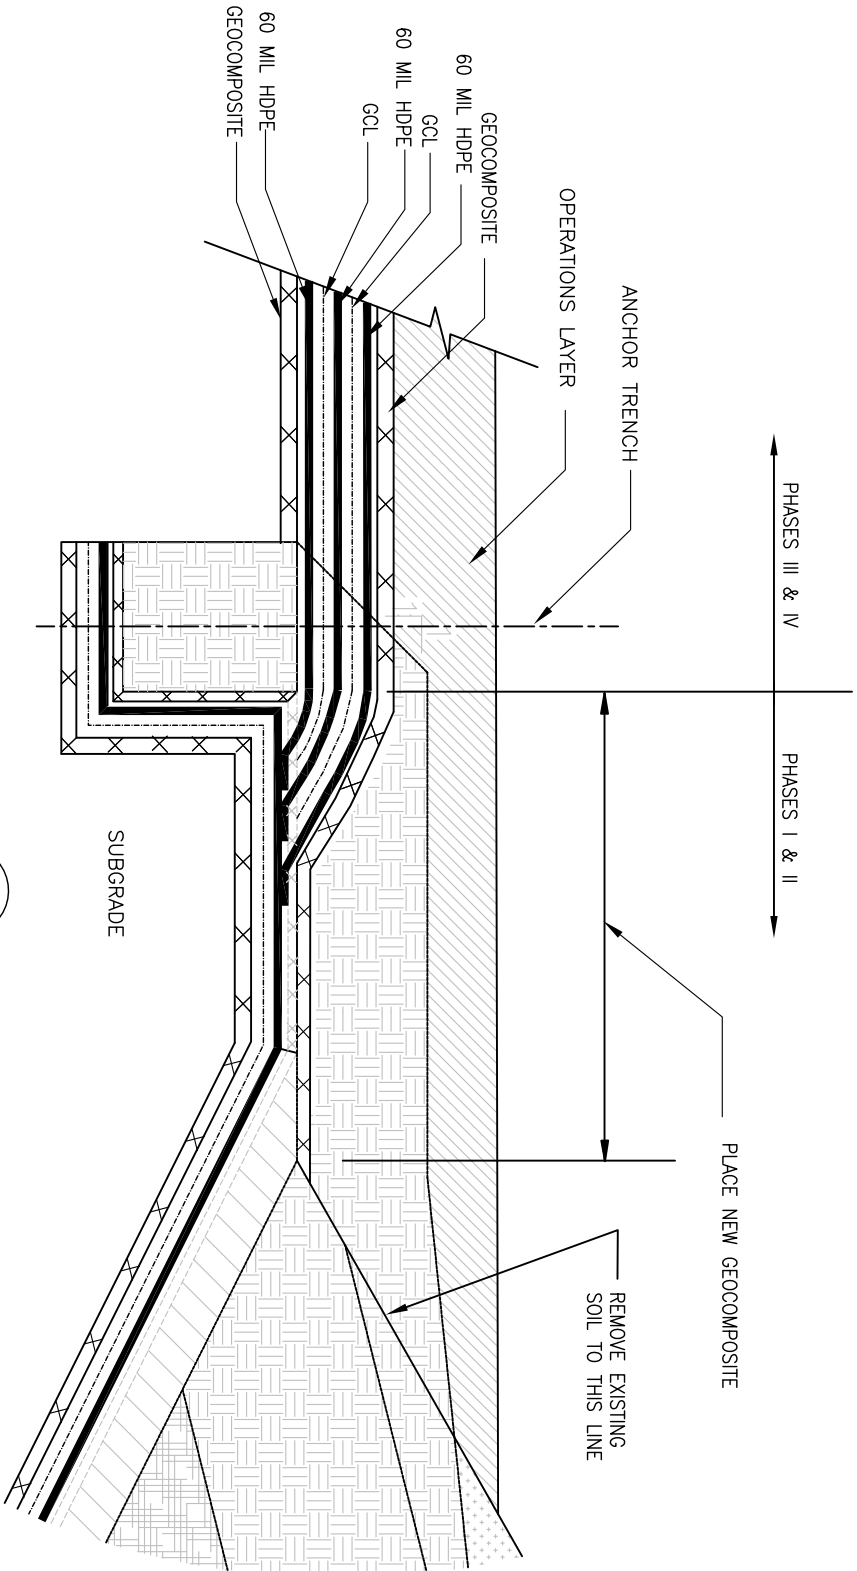 PHASES III & IV
PHASES I & II
ANCHOR TRENCH
PLACE NEW GEOCOMPOSITE
OPERATIONS LAYER
REMOVE EXISTING
SOIL TO THIS LINE
GEOCOMPOSITE
60 MIL HDPE
GCL
60 MIL HDPE
GCL
60 MIL HDPE
GEOCOMPOSITE
SUBGRADE